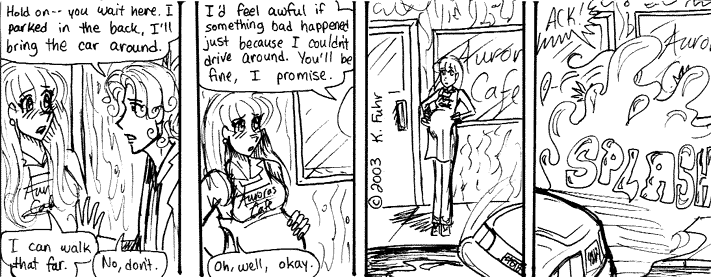 Hold on-- you wait here. I
parked in the back, I'll
bring the car around.
Aurora
Cafe
I can walk
that far.
No, don't.
I'd feel awful if
something bad happened
just because I couldn't
drive around. You'll be
fine, I promise.
Aurora's
Cafe
Oh, well, okay.
Aurora
Cafe
©2003 K. Fuhr
ACK!
Aurora
SPLASH